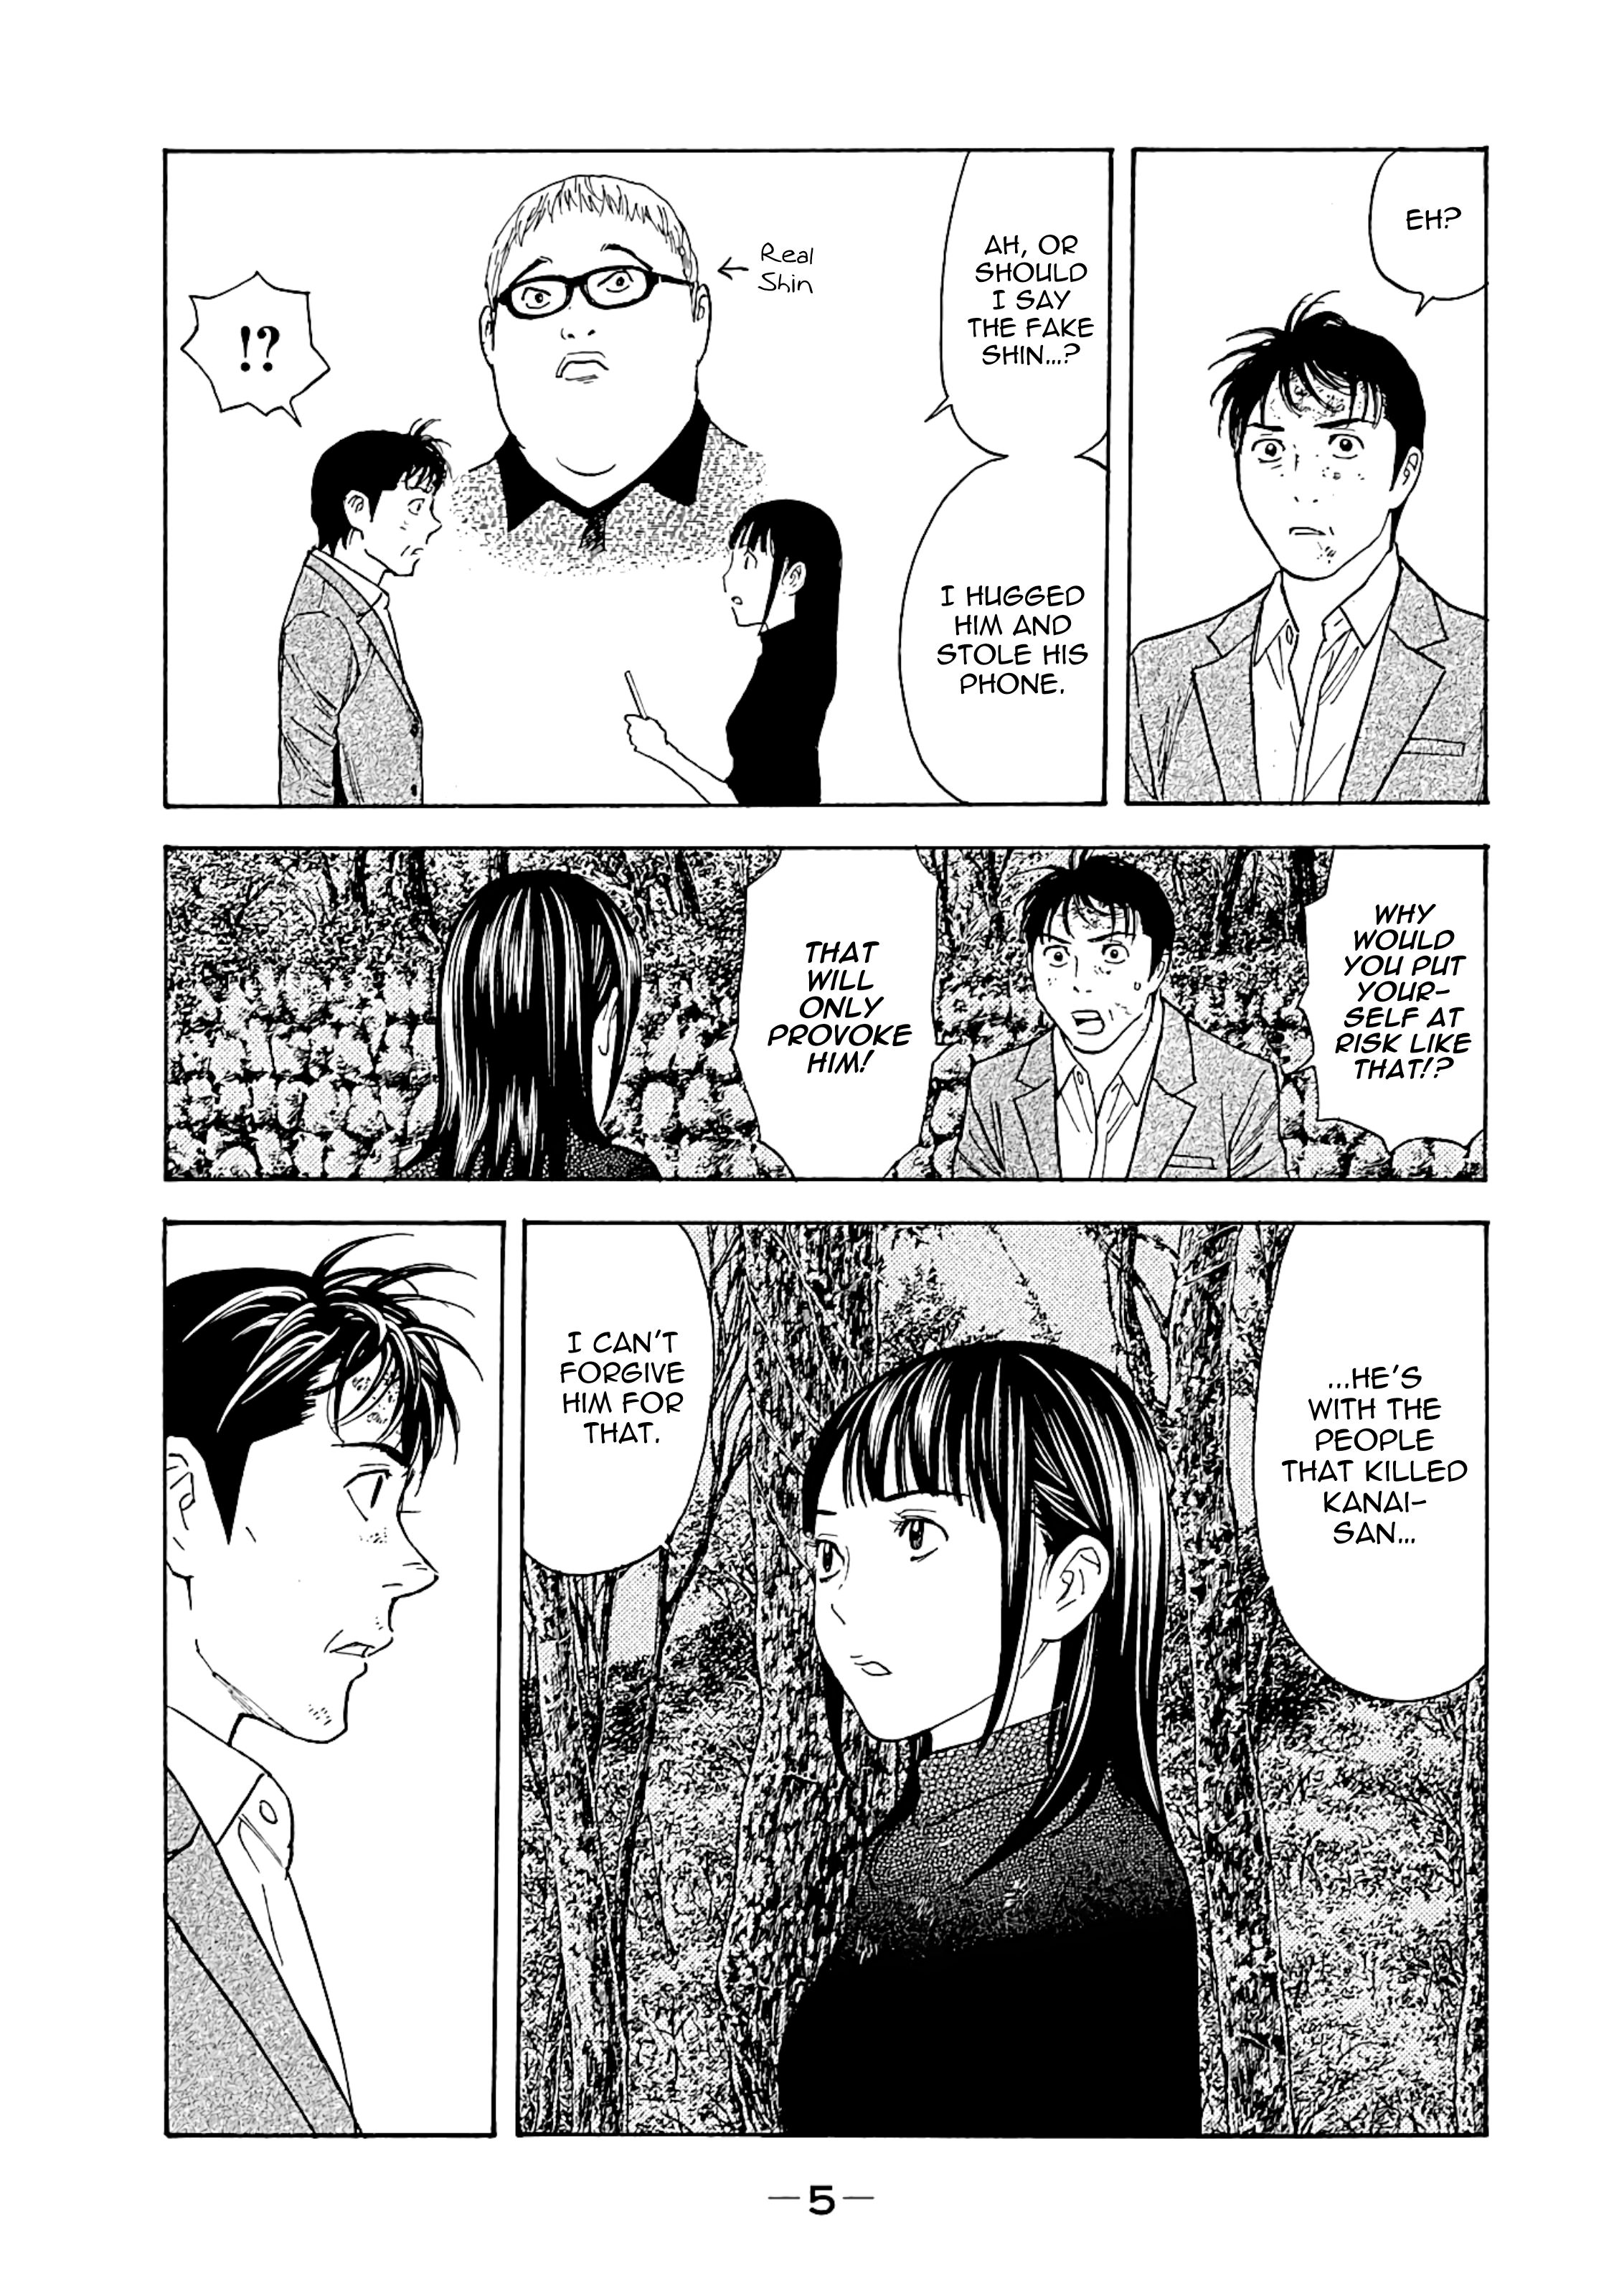 EH?
AH, OR
SHOULD
I SAY
THE FAKE
SHIN...?
I HUGGED
HIM AND
STOLE HIS
PHONE.
Real
Shin
!?
WHY
WOULD
YOU PUT
YOUR-
SELF AT
RISK LIKE
THAT!?
THAT
WILL
ONLY
PROVOKE
HIM!
...HE'S
WITH THE
PEOPLE
THAT KILLED
KANAI-
SAN...
I CAN'T
FORGIVE
HIM FOR
THAT.
—5—